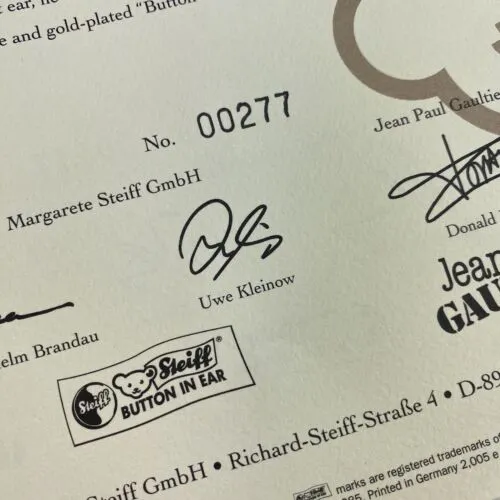 t ear, he
e and gold-plated "Button
No. 00277
Jean Paul Gaultie
Margarete Steiff GmbH
Donald
Uwe Kleinow
Jean
GAU
elm Brandau
Steiff®
Steiff
BUTTON IN EAR
Steiff GmbH • Richard-Steiff-Straße 4 • D-89
marks are registered trademarks of
Printed in Germany 2,005 e